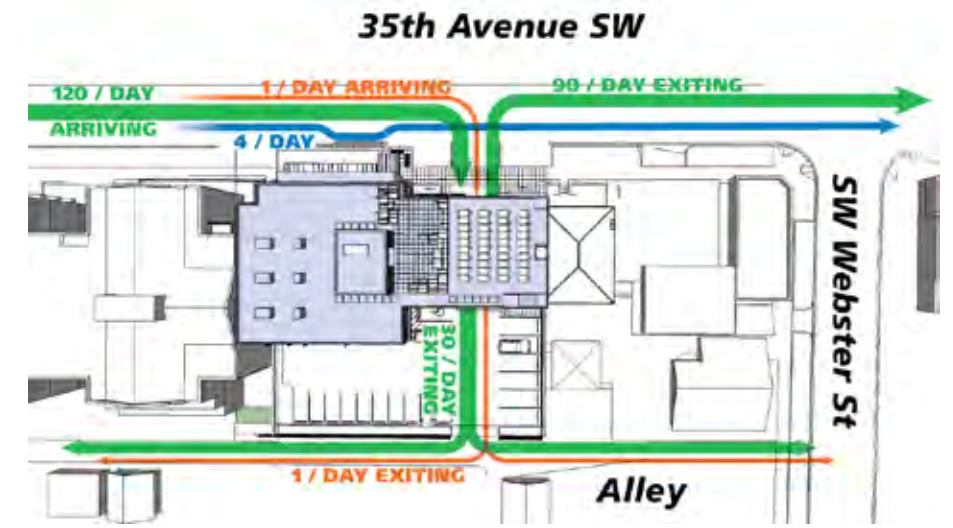 35th Avenue SW
120 / DAY
ARRIVING
1 / DAY ARRIVING
90 / DAY EXITING
4 / DAY
SW Webster St
30 / DAY
EXITING
1 / DAY EXITING
Alley